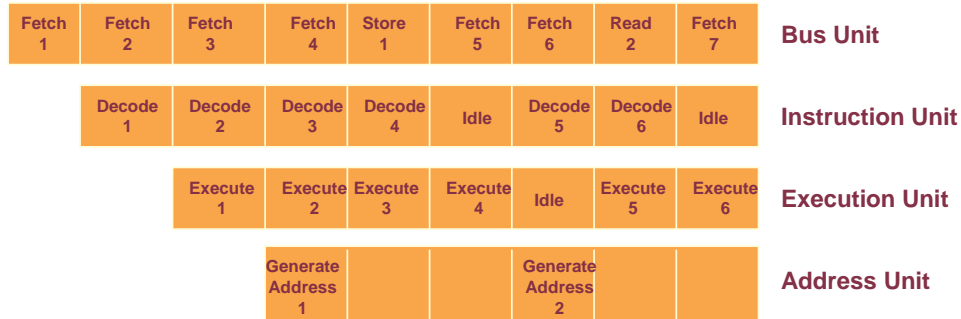 Fetch Fetch Fetch Fetch Store Fetch Fetch Read Fetch
1 2 3 4 1 5 6 2 7
Bus Unit
Decode Decode Decode Decode Idle Decode Decode Idle
1 2 3 4 5 6
Instruction Unit
Execute Execute Execute Execute Idle Execute Execute
1 2 3 4 5 6
Execution Unit
Generate Generate
Address Address
1 2
Address Unit